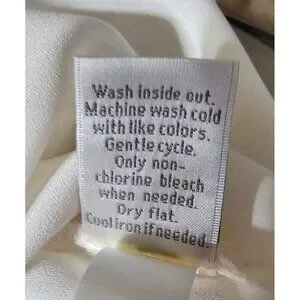 Wash inside out.
Machine wash cold
with like colors.
Gentle cycle.
Only non-
chlorine bleach
when needed.
Dry flat.
Cool iron if needed.